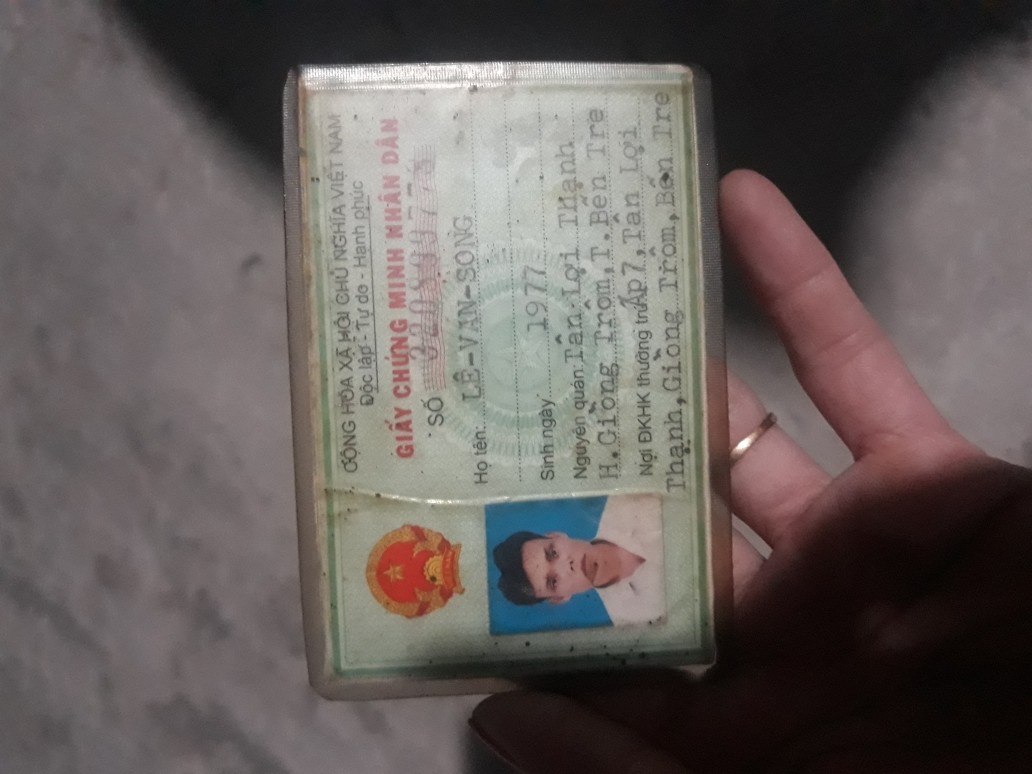 CỘNG HÒA XÃ HỘI CHỦ NGHĨA VIỆT NAM
Độc lập - Tự do - Hạnh phúc
GIẤY CHỨNG MINH NHÂN DÂN
SỐ
Họ tên: LÊ-VĂN-SONG
Sinh ngày 1977
Nguyên quán: Tân Lợi Thạnh
H.Giồng Trôm,T.Bến Tre
Nơi ĐKHK thường trú Ấp7,Tân Lợi
Thạnh,Giồng Trôm,Bến Tre